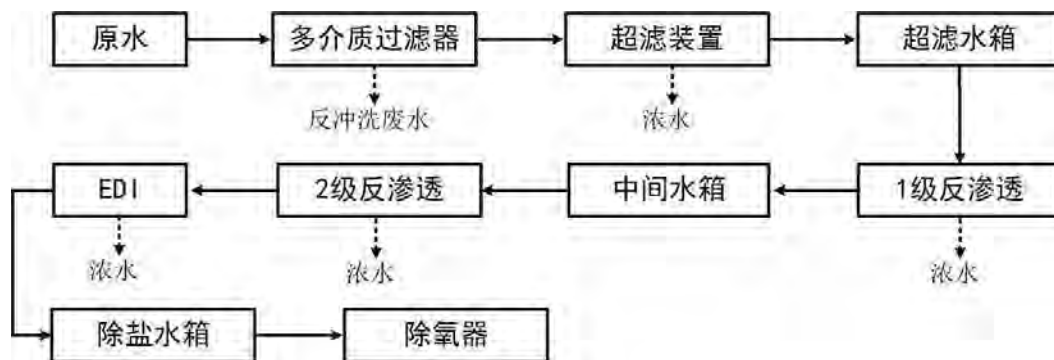 原水 多介质过滤器 超滤装置 超滤水箱
反冲洗废水 浓水
EDI 2级反渗透 中间水箱 1级反渗透
浓水 浓水 浓水
除盐水箱 除氧器